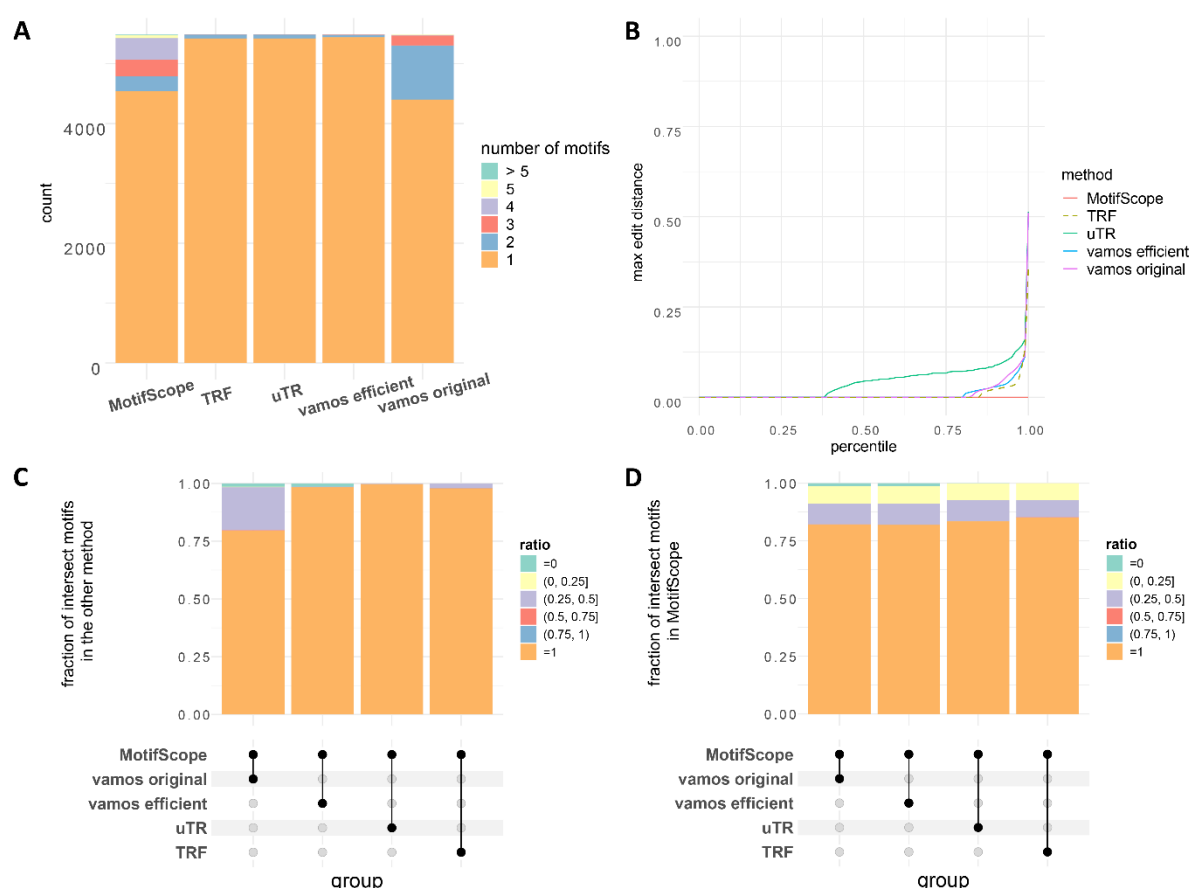 A
count
4000
2000
0
MotifScope
TRF
uTR
vamos efficient
vamos original
number of motifs
> 5
5
4
3
2
1
B
max edit distance
1.00
0.75
0.50
0.25
0.00
0.00 0.25 0.50 0.75 1.00
percentile
method
MotifScope
TRF
uTR
vamos efficient
vamos original
C
fraction of intersect motifs
in the other method
1.00
0.75
0.50
0.25
0.00
ratio
=0
(0, 0.25]
(0.25, 0.5]
(0.5, 0.75]
(0.75, 1)
=1
MotifScope
vamos original
vamos efficient
uTR
TRF
group
D
fraction of intersect motifs
in MotifScope
1.00
0.75
0.50
0.25
0.00
ratio
=0
(0, 0.25]
(0.25, 0.5]
(0.5, 0.75]
(0.75, 1)
=1
MotifScope
vamos original
vamos efficient
uTR
TRF
group